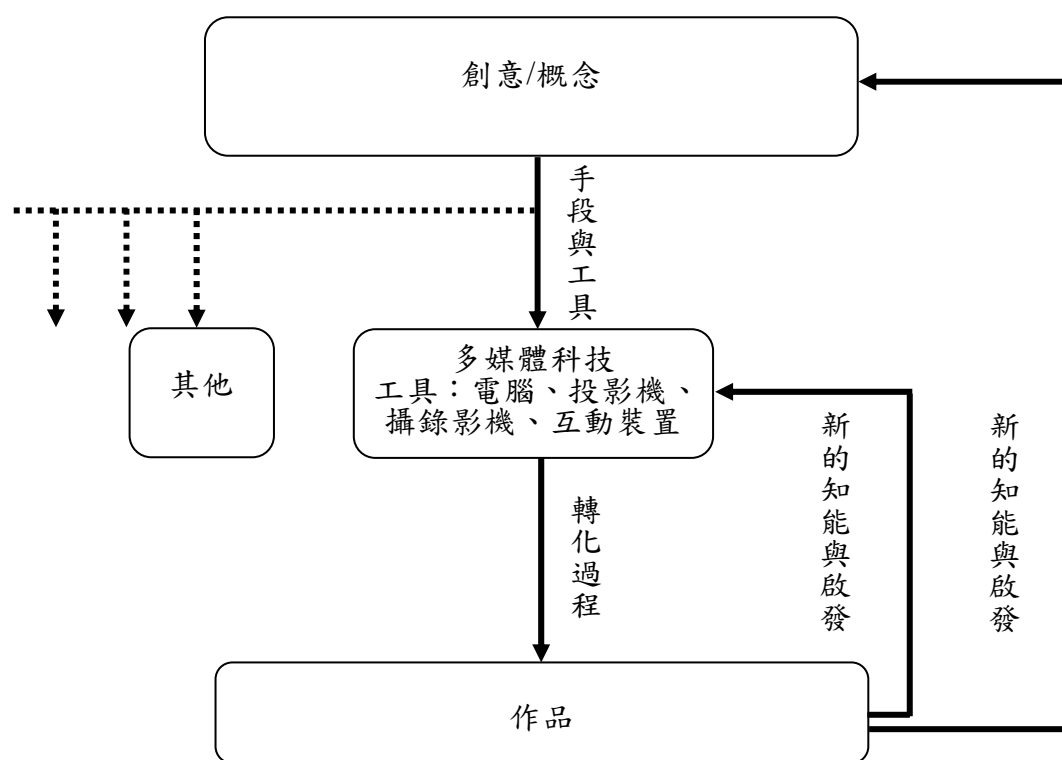 創意/概念
手段與工具
其他
多媒體科技
工具：電腦、投影機、
攝錄影機、互動裝置
新的知能與啟發
新的知能與啟發
轉化過程
作品